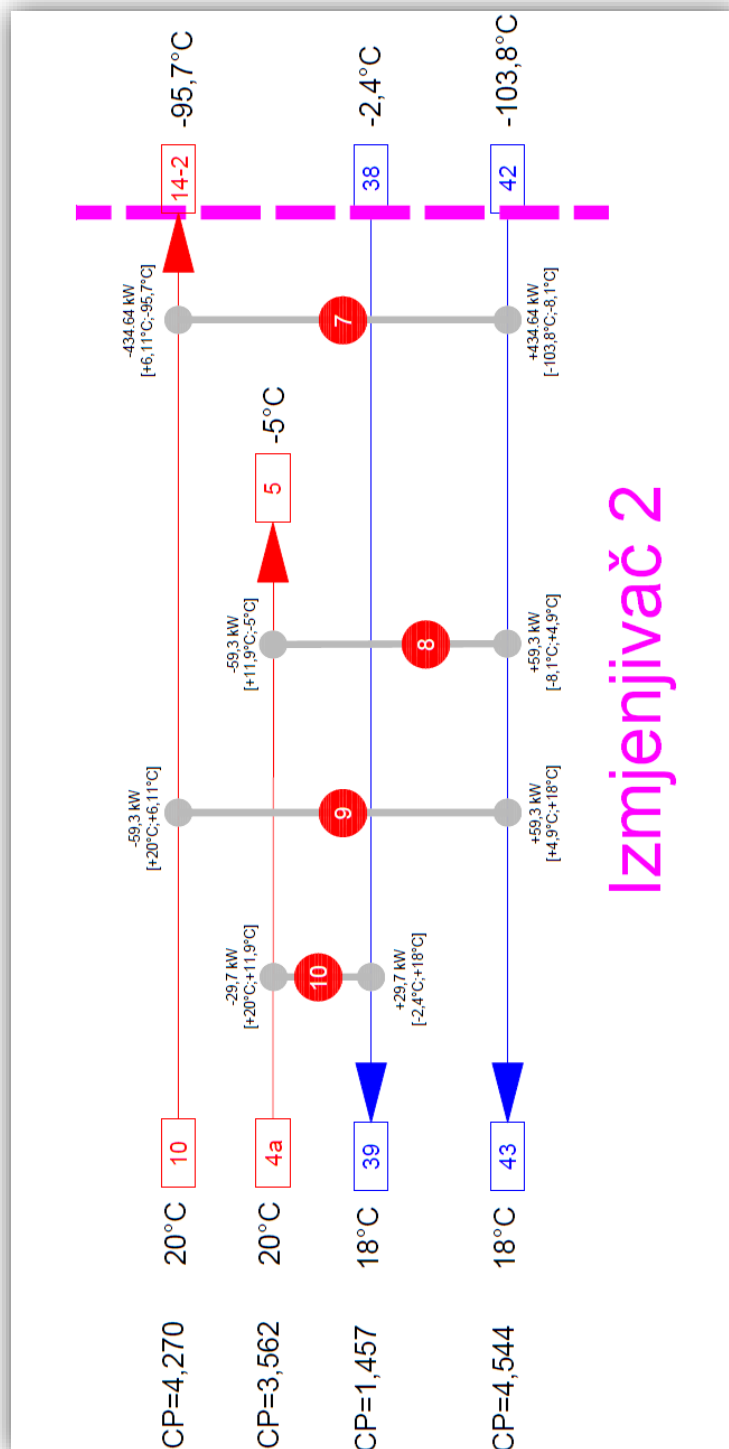 CP=4,270
20°C
10
-59,3 kW
[+20°C;+6,11°C]
9
-434.64 kW
[+6,11°C;-95,7°C]
7
14-2
-95,7°C
CP=3,562
20°C
4a
-29,7 kW
[+20°C;+11,9°C]
10
-59,3 kW
[+11,9°C;-5°C]
8
5
-5°C
CP=1,457
18°C
39
+29,7 kW
[-2,4°C;+18°C]
38
-2,4°C
CP=4,544
18°C
43
+59,3 kW
[+4,9°C;+18°C]
+59,3 kW
[-8,1°C;+4,9°C]
+434.64 kW
[-103,8°C;-8,1°C]
42
-103,8°C
Izmjenjivač 2